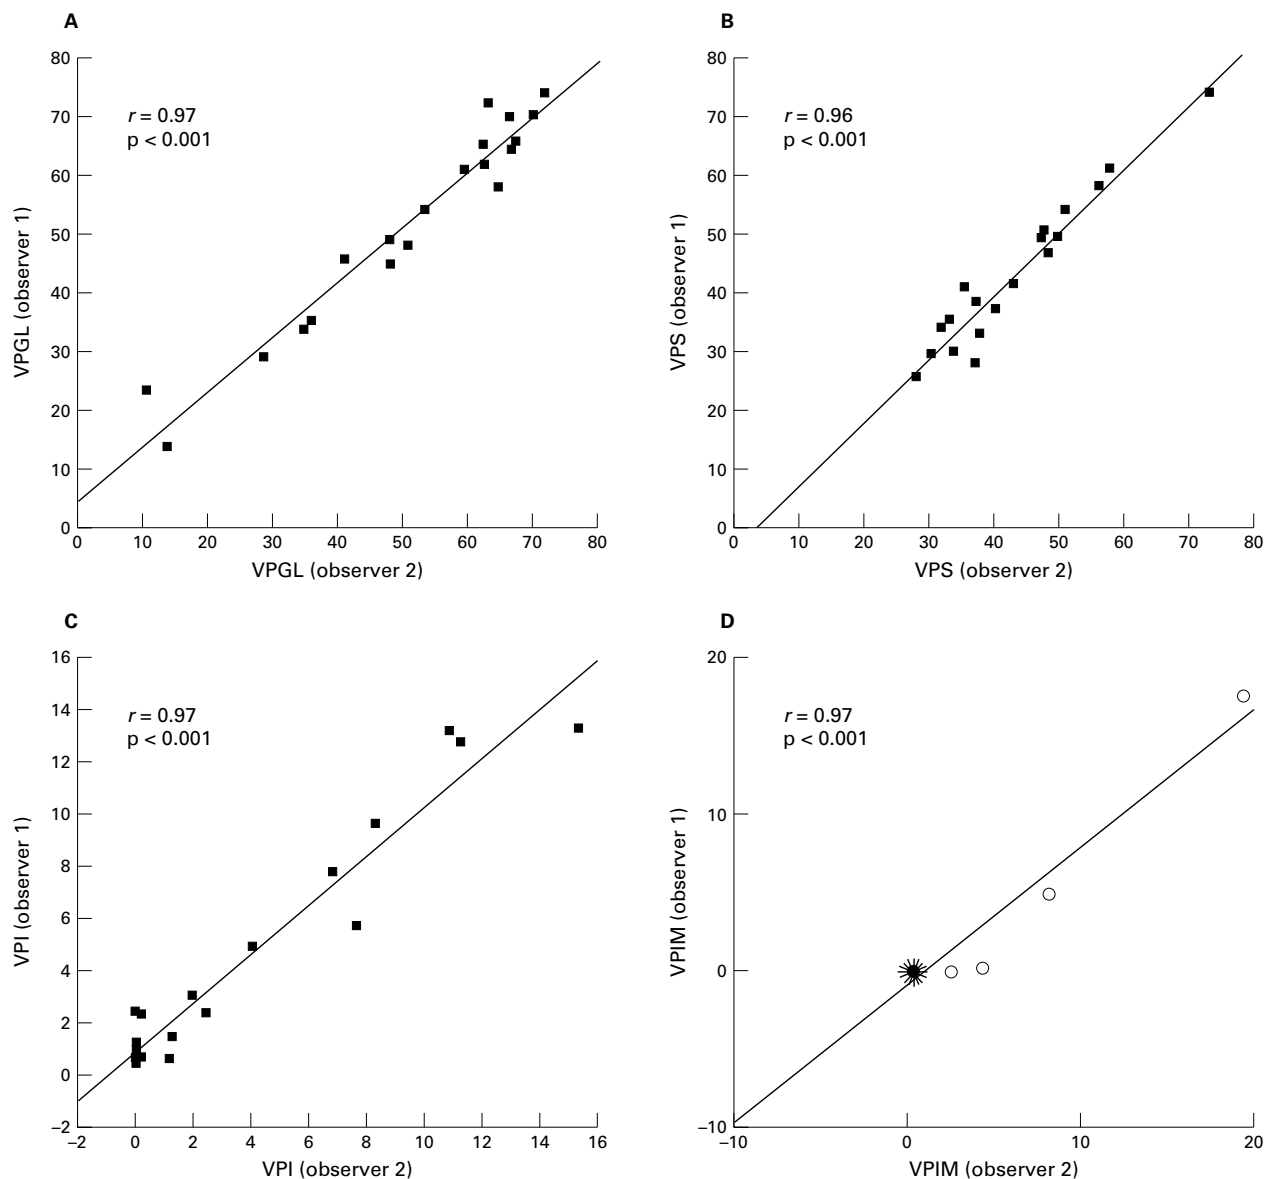 A
80
70
60
50
40
30
20
10
0
r = 0.97
p < 0.001
VPGL (observer 1)
0 10 20 30 40 50 60 70 80
VPGL (observer 2)
B
80
70
60
50
40
30
20
10
0
r = 0.96
p < 0.001
VPS (observer 1)
0 10 20 30 40 50 60 70 80
VPS (observer 2)
C
16
14
12
10
8
6
4
2
0
–2
r = 0.97
p < 0.001
VPI (observer 1)
–2 0 2 4 6 8 10 12 14 16
VPI (observer 2)
D
20
10
0
–10
r = 0.97
p < 0.001
VPIM (observer 1)
–10 0 10 20
VPIM (observer 2)